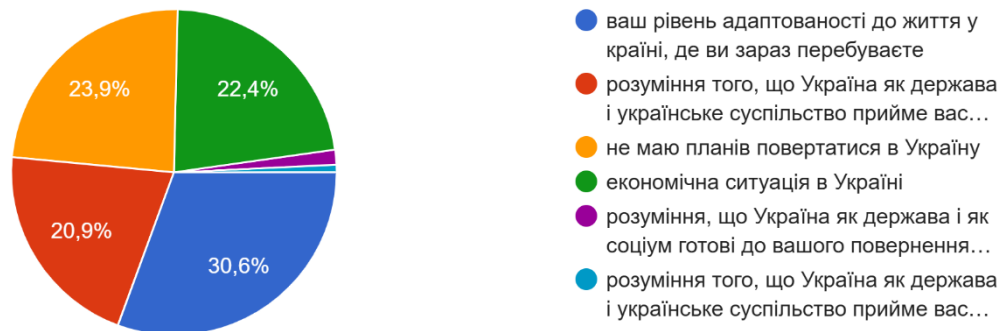 23,9%
22,4%
20,9%
30,6%
ваш рівень адаптованості до життя у
країні, де ви зараз перебуваєте
розуміння того, що Україна як держава
і українське суспільство прийме вас…
не маю планів повертатися в Україну
економічна ситуація в Україні
розуміння, що Україна як держава і як
соціум готові до вашого повернення…
розуміння того, що Україна як держава
і українське суспільство прийме вас…